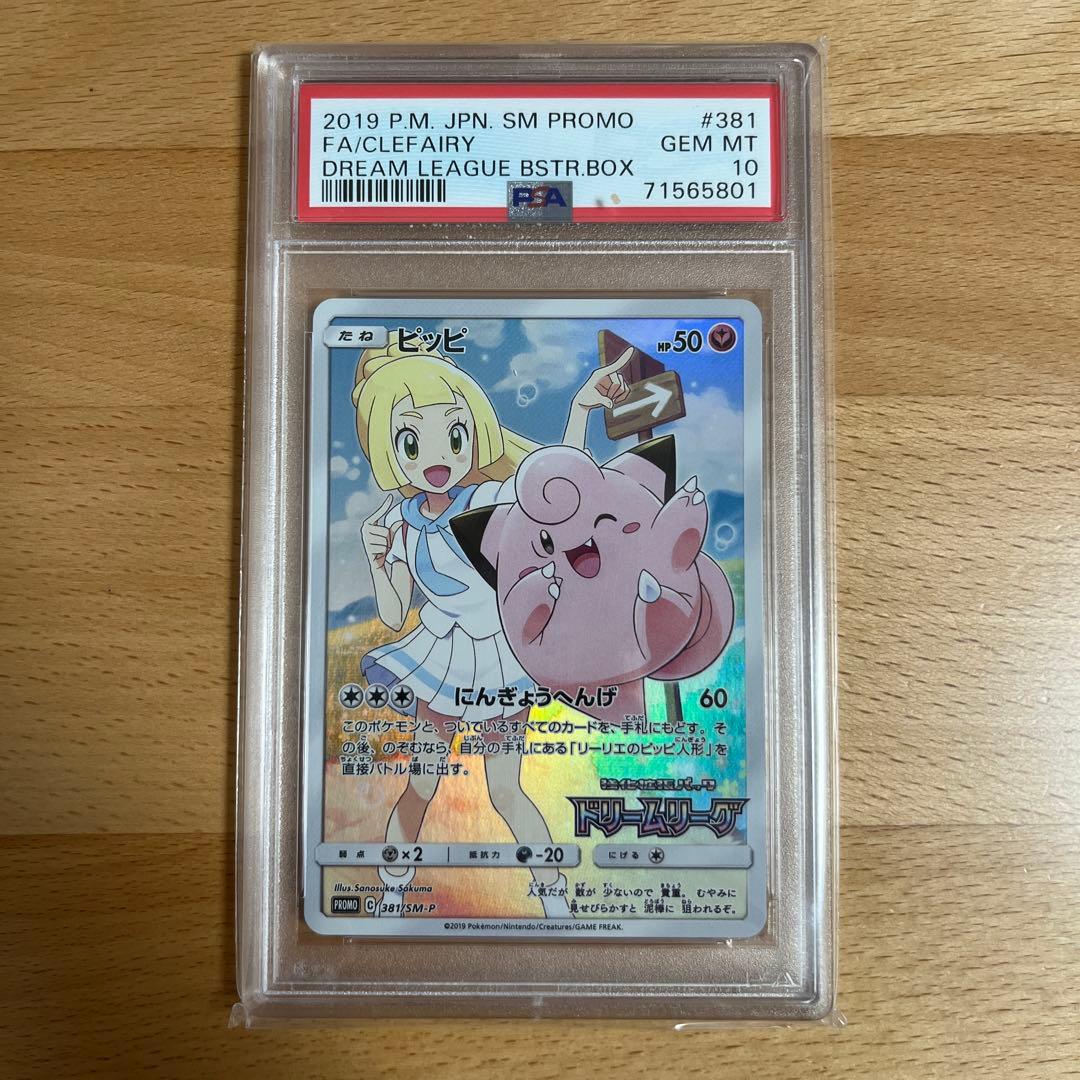 2019 P.M. JPN. SM PROMO #381
FA/CLEFAIRY GEM MT
DREAM LEAGUE BSTR.BOX 10
PSA 71565801
たね ピッピ HP50
にんぎょうへんげ 60
このポケモンと、ついているすべてのカードを、手札にもどす。そ
の後、のぞむなら、自分の手札にある「リーリエのピッピ人形」を
直接バトル場に出す。
強化拡張パック
ドリームリーグ
弱点 ×2 抵抗力 -20 にげる
Illus.Sanosuke Sakuma
人気だが 数が 少ないので 貴重。 むやみに
見せびらかすと 泥棒に 狙われるぞ。
PROMO C 381/SM-P
©2019 Pokémon/Nintendo/Creatures/GAME FREAK.